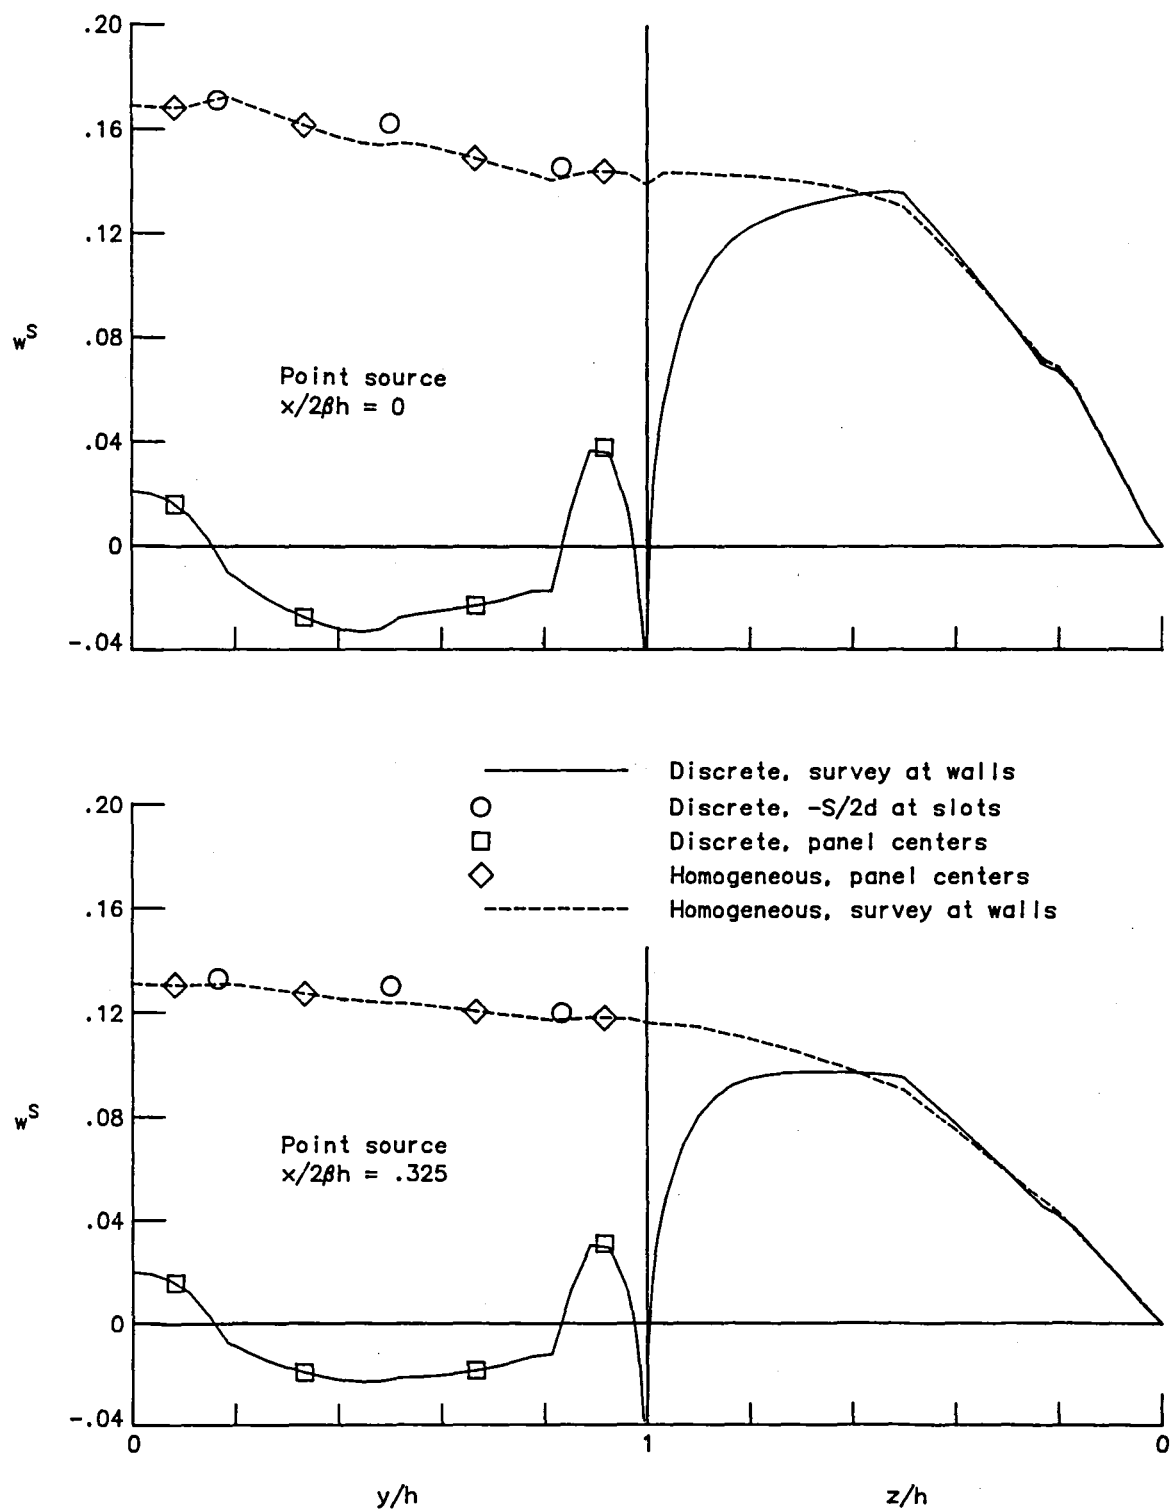 .20
.16
.12
.08
.04
0
-.04
w^S
Point source
x/2βh = 0
Discrete, survey at walls
Discrete, -S/2d at slots
Discrete, panel centers
Homogeneous, panel centers
Homogeneous, survey at walls
.20
.16
.12
.08
.04
0
-.04
w^S
Point source
x/2βh = .325
0
1
0
y/h
z/h